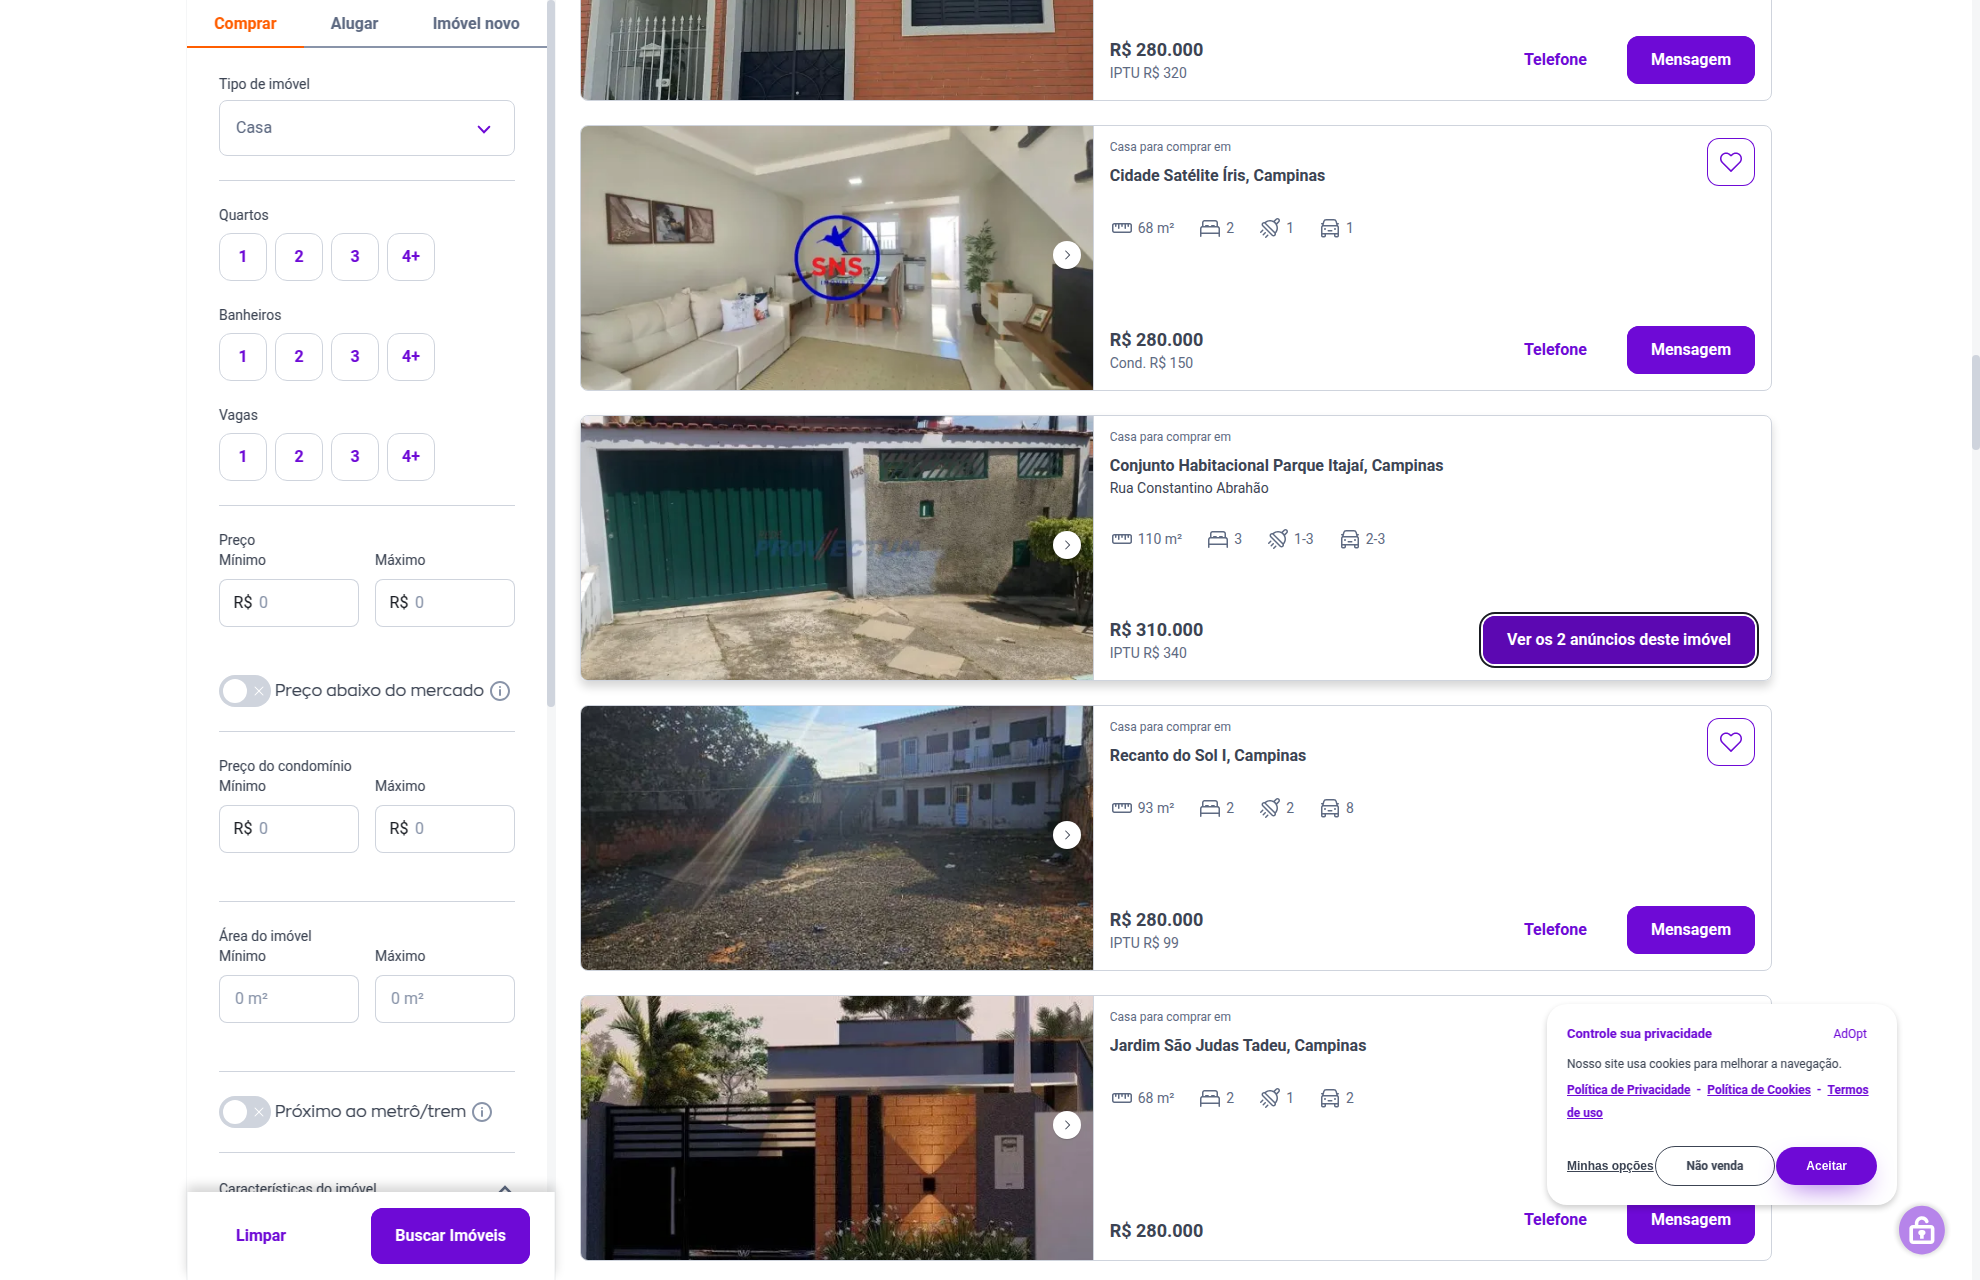 Comprar
Alugar
Imóvel novo
Tipo de imóvel
Casa
Quartos
1
2
3
4+
Banheiros
1
2
3
4+
Vagas
1
2
3
4+
Preço
Mínimo
Máximo
R$ 0
R$ 0
Preço abaixo do mercado
Preço do condomínio
Mínimo
Máximo
R$ 0
R$ 0
Área do imóvel
Mínimo
Máximo
0 m²
0 m²
Próximo ao metrô/trem
Características do imóvel
Limpar
Buscar Imóveis
R$ 280.000
IPTU R$ 320
Telefone
Mensagem
SNS
Casa para comprar em
Cidade Satélite Íris, Campinas
68 m²
2
1
1
R$ 280.000
Cond. R$ 150
Telefone
Mensagem
193
Casa para comprar em
Conjunto Habitacional Parque Itajaí, Campinas
Rua Constantino Abrahão
110 m²
3
1-3
2-3
R$ 310.000
IPTU R$ 340
Ver os 2 anúncios deste imóvel
Casa para comprar em
Recanto do Sol I, Campinas
93 m²
2
2
8
R$ 280.000
IPTU R$ 99
Telefone
Mensagem
Casa para comprar em
Jardim São Judas Tadeu, Campinas
68 m²
2
1
2
R$ 280.000
Telefone
Mensagem
Controle sua privacidade
AdOpt
Nosso site usa cookies para melhorar a navegação.
Política de Privacidade - Política de Cookies - Termos
de uso
Minhas opções
Não venda
Aceitar